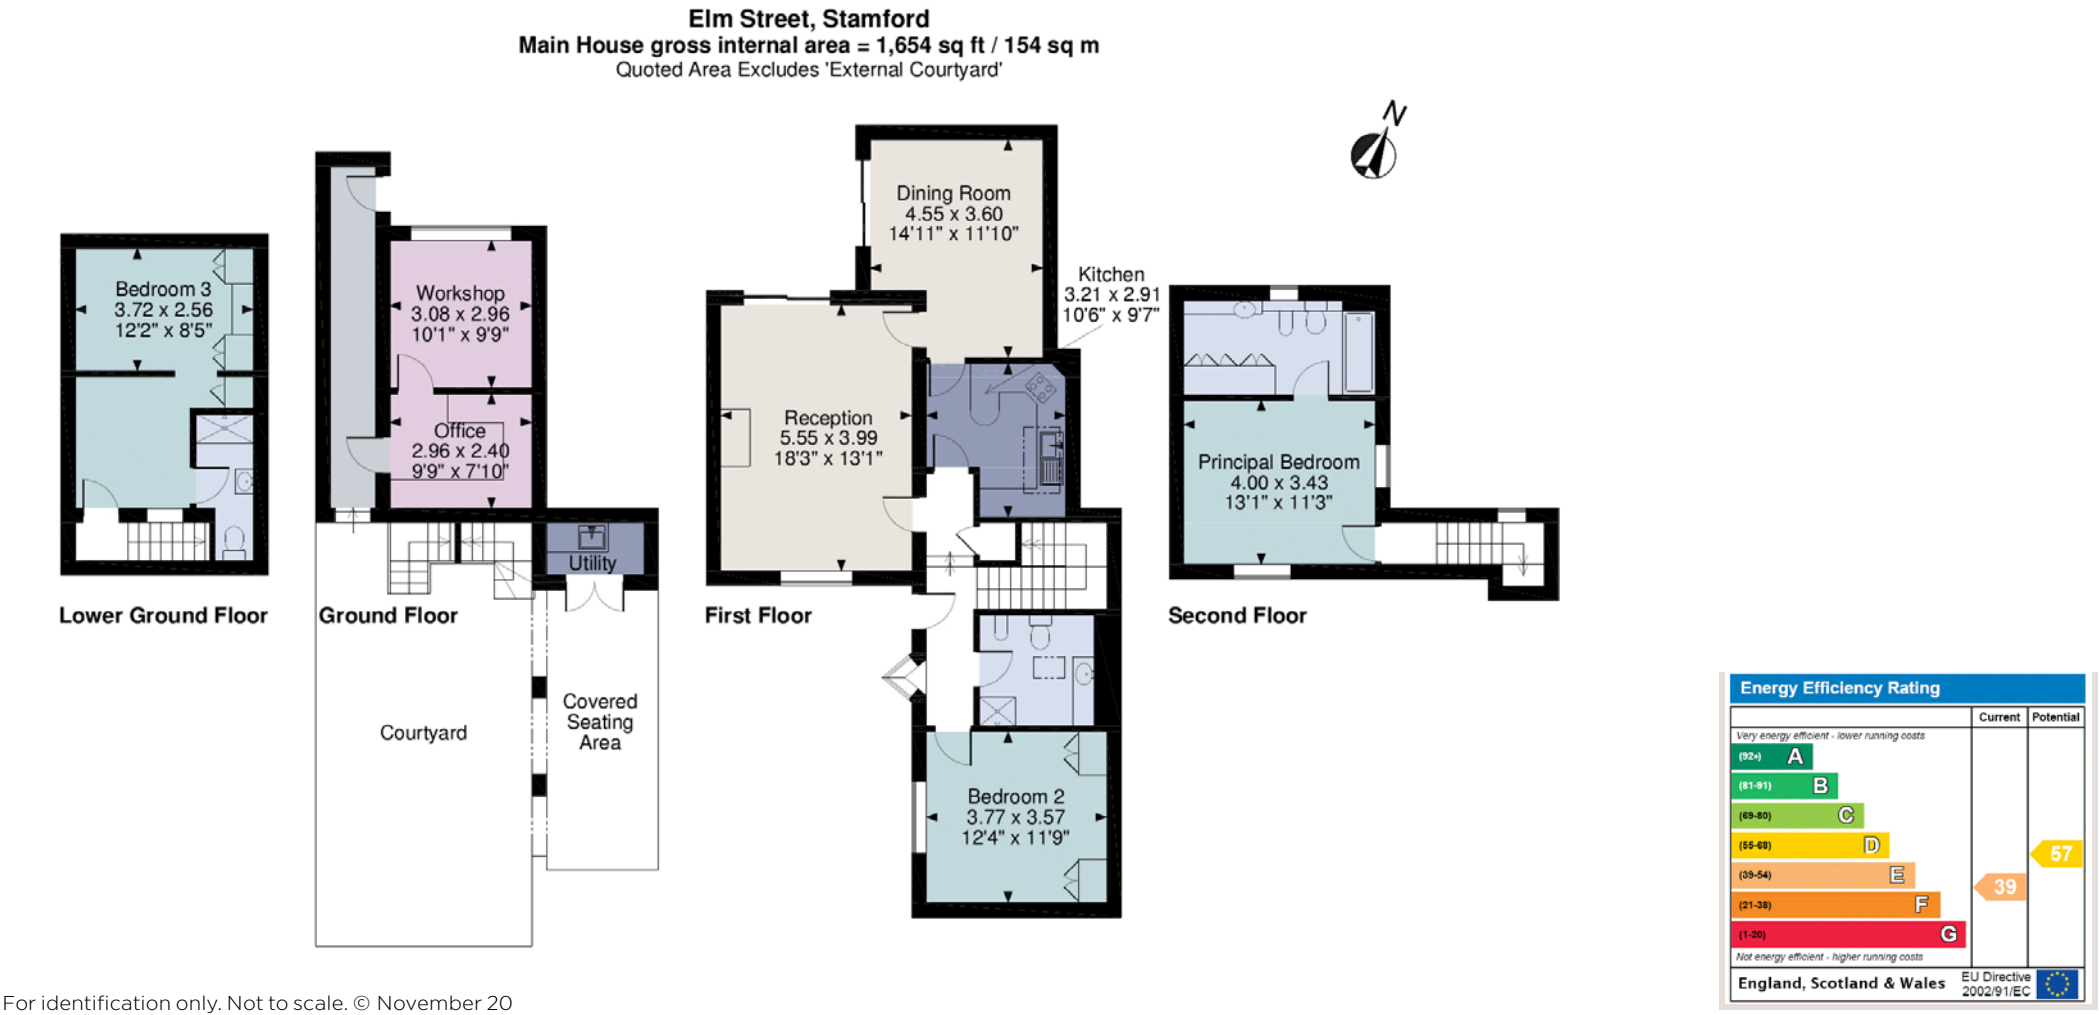 Elm Street, Stamford
Main House gross internal area = 1,654 sq ft / 154 sq m
Quoted Area Excludes 'External Courtyard'
N
Bedroom 3
3.72 x 2.56
12'2" x 8'5"
Lower Ground Floor
Workshop
3.08 x 2.96
10'1" x 9'9"
Office
2.96 x 2.40
9'9" x 7'10"
Utility
Ground Floor
Courtyard
Covered
Seating
Area
Dining Room
4.55 x 3.60
14'11" x 11'10"
Kitchen
3.21 x 2.91
10'6" x 9'7"
Reception
5.55 x 3.99
18'3" x 13'1"
First Floor
Bedroom 2
3.77 x 3.57
12'4" x 11'9"
Principal Bedroom
4.00 x 3.43
13'1" x 11'3"
Second Floor
Energy Efficiency Rating
Current Potential
Very energy efficient - lower running costs
(92+) A
(81-91) B
(69-80) C
(55-68) D
57
(39-54) E
39
(21-38) F
(1-20) G
Not energy efficient - higher running costs
England, Scotland & Wales
EU Directive
2002/91/EC
For identification only. Not to scale. © November 20